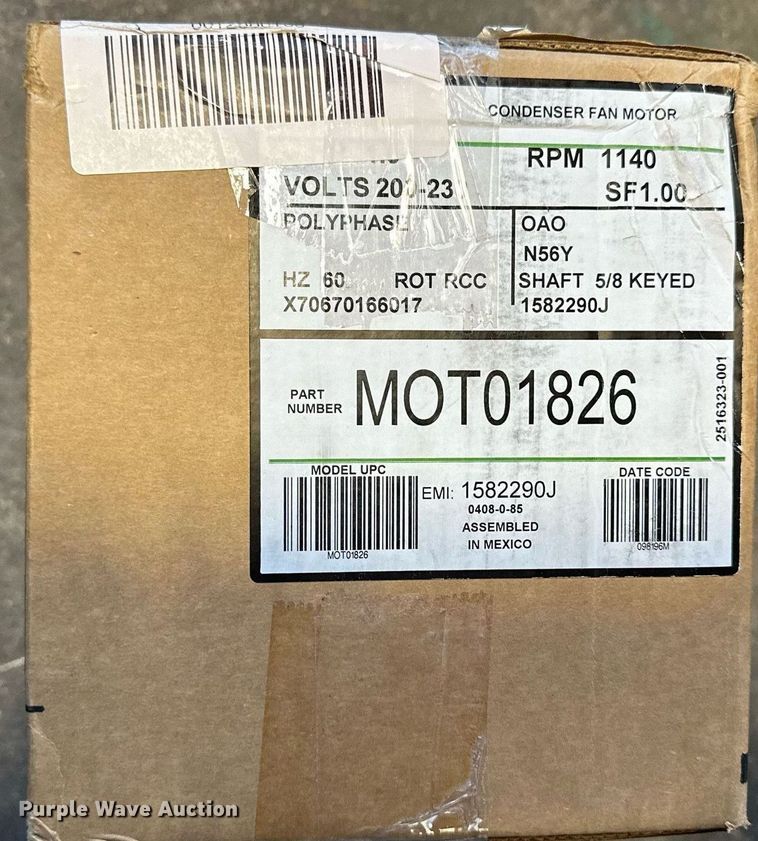 CONDENSER FAN MOTOR
RPM 1140
VOLTS SF1.00
POLYPHASE OAO
N56Y
HZ 60 ROT RCC SHAFT 5/8 KEYED
X70670166017 1582290J
PART
NUMBER MOT01826
2516323-001
MODEL UPC DATE CODE
EMI: 1582290J
0408-0-85
ASSEMBLED
IN MEXICO
MOT01826 098196M
Purple Wave Auction